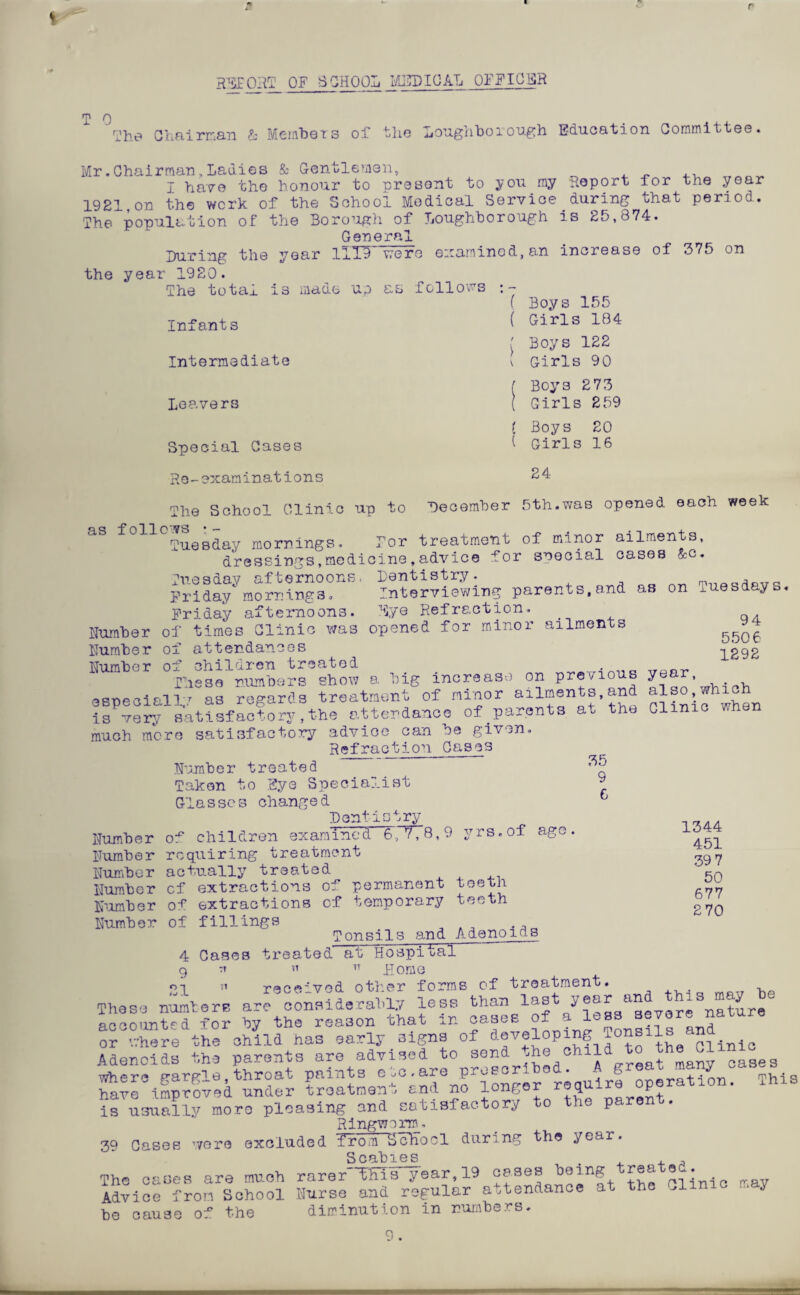 REPORT OF SCHOOL MEDICAL OFFICER
T O
The Chairman & Members of the Loughborough Education Committee.
Mr.Chairman,Ladies & Gentlemen,
I have the honour to present to you my Report for the year
1921,on the work of the School Medical Service during that period.
The population of the Borough of Loughborough is 25,874.
General
During the year 1119 were examined,an increase of 375 on
the year 1920.
The total is made up as follows :-
Infants ( Boys 155
( Girls 184
Intermediate ( Boys 122
( Girls 90
Leavers ( Boys 273
( Girls 259
Special Cases ( Boys 20
( Girls 16
Re-examinations 24
The School Clinic up to December 5th.was opened each week
as follows :-
Tuesday mornings. For treatment of minor ailments,
dressings,medicine,advice for special cases &c.
Tuesday afternoons. Dentistry.
Friday mornings. Interviewing parents,and as on Tuesdays.
Friday afternoons. Eye Refraction.
Number of times Clinic was opened for minor ailments 94
Number of attendances 5506
Number of children treated 1292
These numbers show a big increase on previous year,
especially as regards treatment of minor ailments,and also,which
is very satisfactory,the attendance of parents at the Clinic when
much more satisfactory advice can be given.
Refraction Cases
Number treated 35
Taken to Eye Specialist 9
Glasses changed 6
Dentistry
Number of children examined 6,7,8,9 yrs.of age. 1344
Number requiring treatment 451
Number actually treated 397
Number of extractions of permanent teeth 50
Number of extractions of temporary teeth 677
Number of fillings 270
Tonsils and Adenoids
4 Cases treated at Hospital
9 " " " Home
21 " received other forms of treatment.
These numbers are considerably less than last year and this may be
accounted for by the reason that in cases of a less severe nature
or where the child has early signs of developing Tonsils and
Adenoids the parents are advised to send the child to the Clinic
where gargle,throat paints etc.are prescribed. A great many cases
have improved under treatment and no longer require operation. This
is usually more pleasing and satisfactory to the parent.
Ringworm.
39 Cases were excluded from School during the year.
Scabies
The cases are much rarer this year,19 cases being treated.
Advice from School Nurse and regular attendance at the Clinic may
be cause of the diminution in numbers.
9.